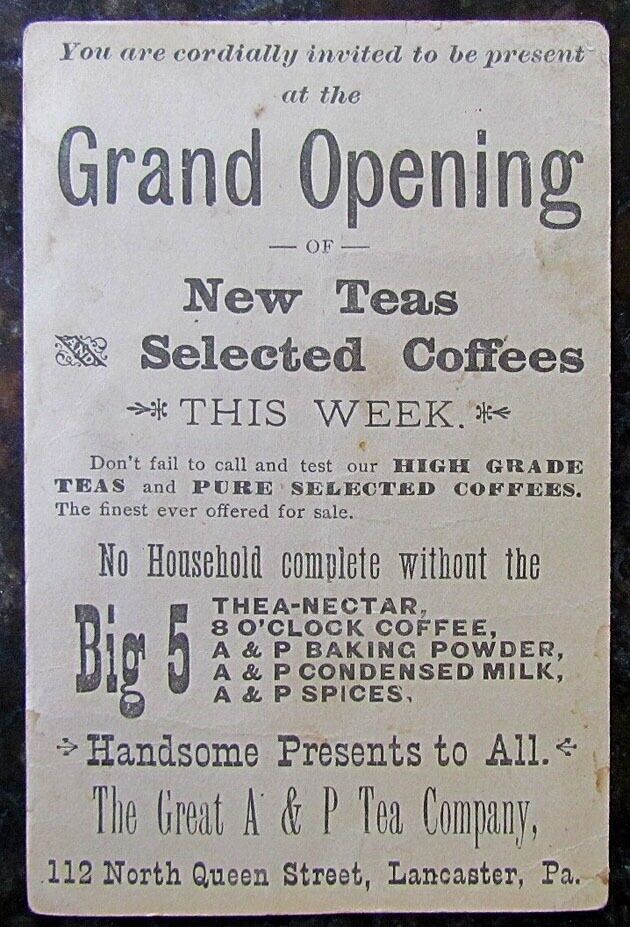 You are cordially invited to be present
at the
Grand Opening
— OF —
New Teas
AND Selected Coffees
THIS WEEK.
Don't fail to call and test our HIGH GRADE
TEAS and PURE SELECTED COFFEES.
The finest ever offered for sale.
No Household complete without the
Big 5
THEA-NECTAR,
8 O'CLOCK COFFEE,
A & P BAKING POWDER,
A & P CONDENSED MILK,
A & P SPICES,
Handsome Presents to All.
The Great A & P Tea Company,
112 North Queen Street, Lancaster, Pa.